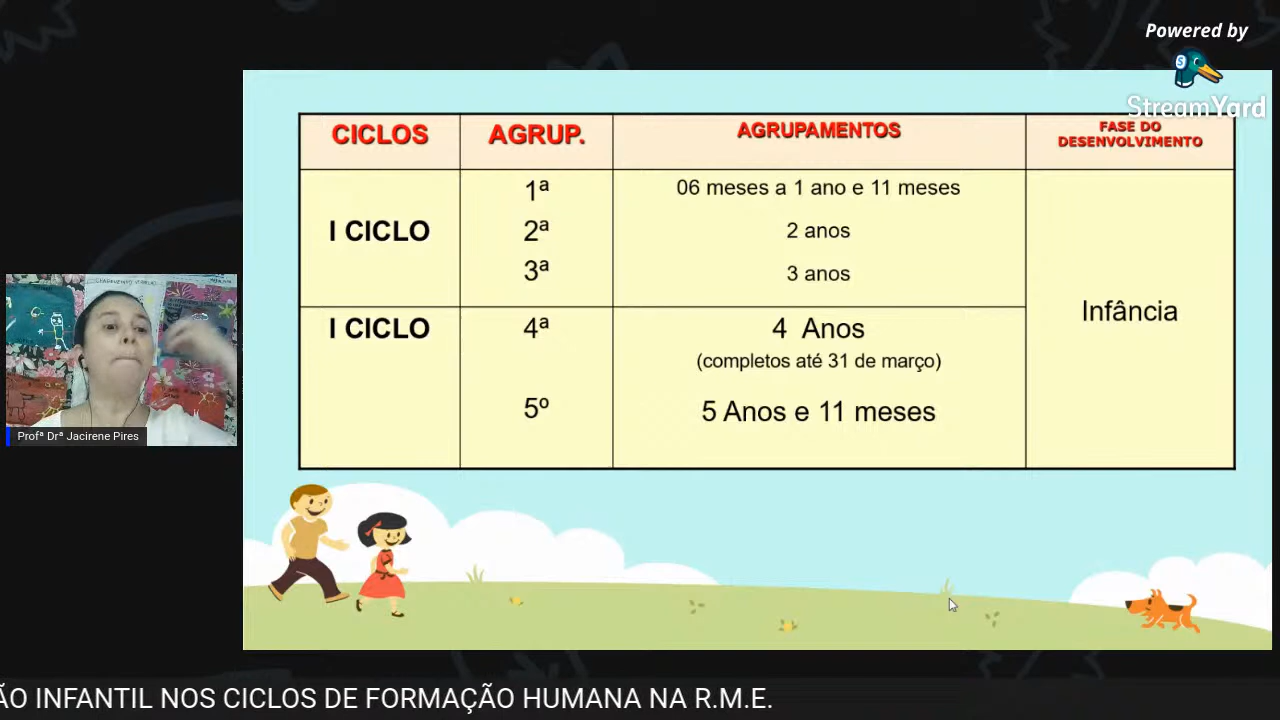 Powered by
StreamYard
CICLOS
AGRUP.
AGRUPAMENTOS
FASE DO
DESENVOLVIMENTO
I CICLO
1ª
06 meses a 1 ano e 11 meses
2ª
2 anos
3ª
3 anos
Infância
I CICLO
4ª
4 Anos
(completos até 31 de março)
5º
5 Anos e 11 meses
Profª Drª Jacirene Pires
ÃO INFANTIL NOS CICLOS DE FORMAÇÃO HUMANA NA R.M.E.